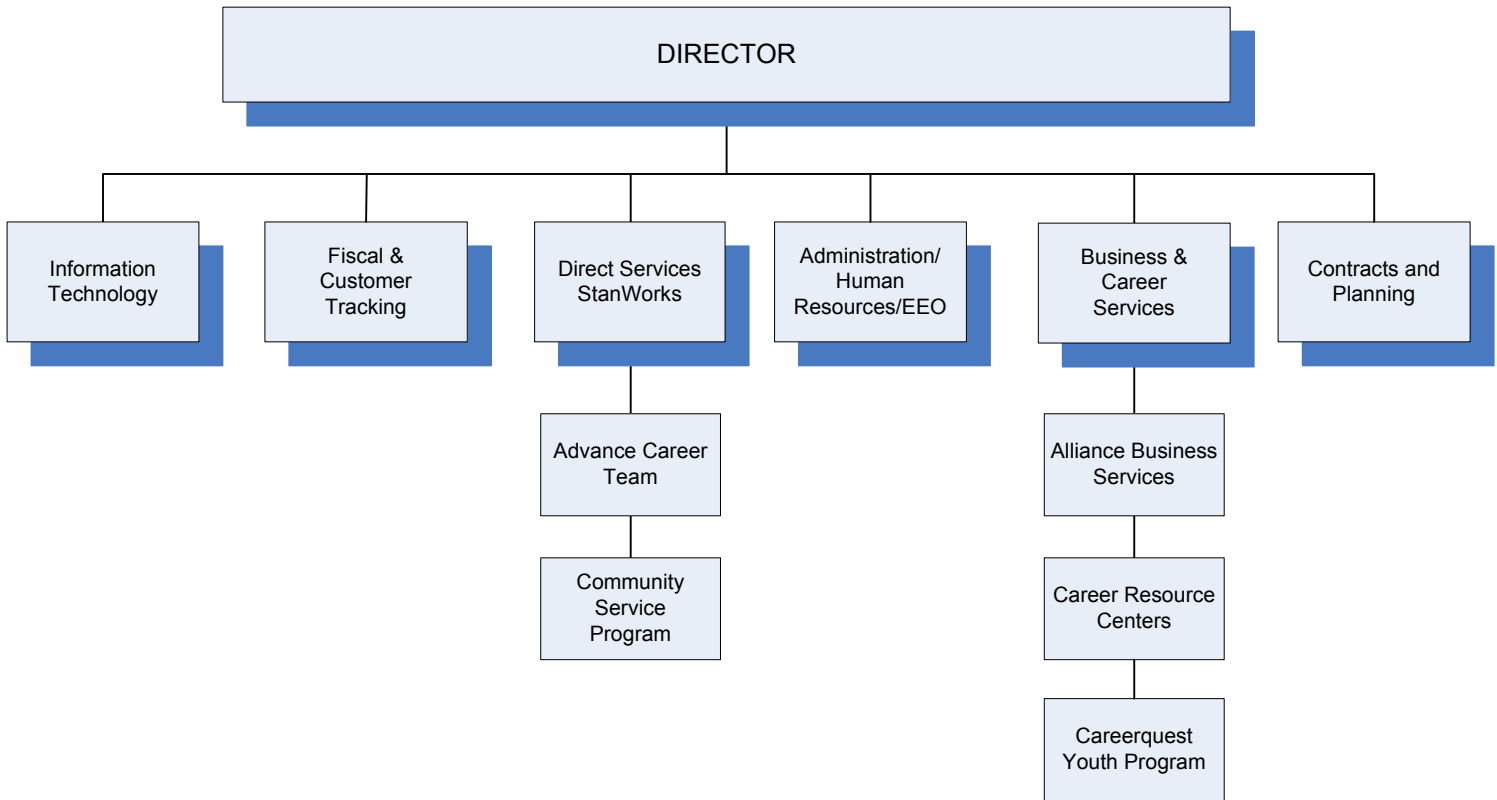 DIRECTOR
Information
Technology
Fiscal &
Customer
Tracking
Direct Services
StanWorks
Administration/
Human
Resources/EEO
Business &
Career
Services
Contracts and
Planning
Advance Career
Team
Alliance Business
Services
Community
Service
Program
Career Resource
Centers
Careerquest
Youth Program